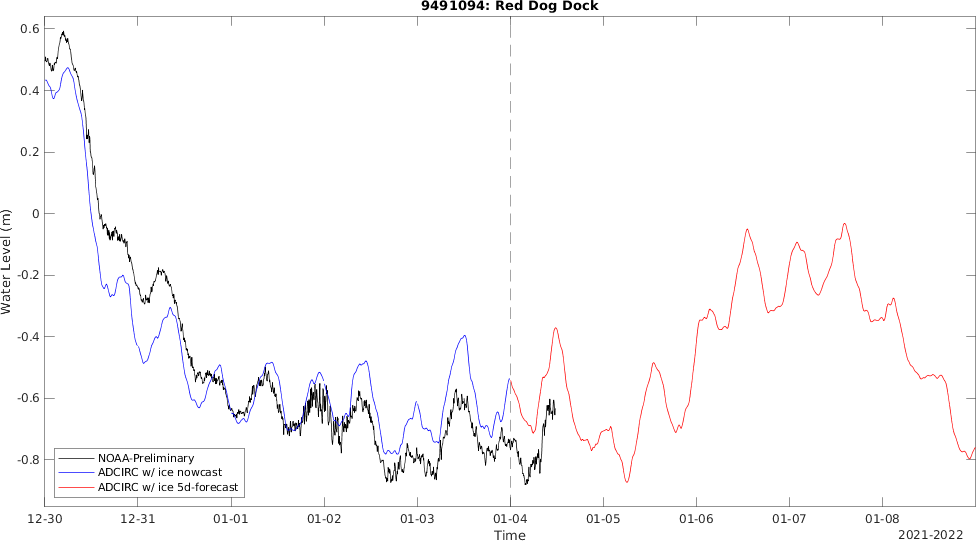 9491094: Red Dog Dock
Water Level (m)
0.6
0.4
0.2
0
-0.2
-0.4
-0.6
-0.8
NOAA-Preliminary
ADCIRC w/ ice nowcast
ADCIRC w/ ice 5d-forecast
12-30 12-31 01-01 01-02 01-03 01-04 01-05 01-06 01-07 01-08
Time
2021-2022